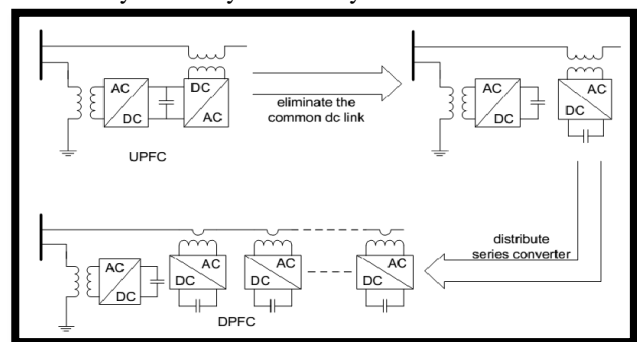 AC
DC
DC
AC
UPFC
eliminate the
common dc link
AC
DC
AC
DC
distribute
series converter
AC
DC
AC
DC
AC
DC
AC
DC
DPFC